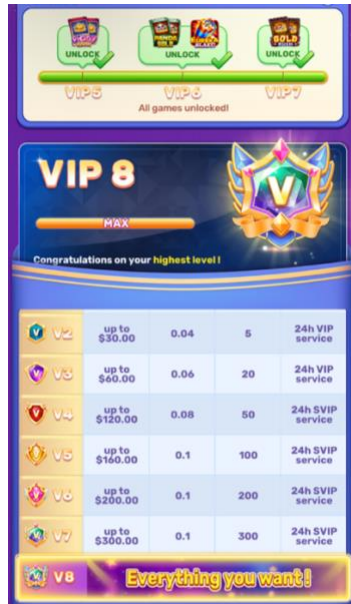 UNLOCK
UNLOCK
UNLOCK
VIP5 VIP6 VIP7
All games unlocked!
VIP 8
V
MAX
Congratulations on your highest level !
V V2 up to $30.00 0.04 5 24h VIP service
V V3 up to $60.00 0.06 20 24h VIP service
V V4 up to $120.00 0.08 50 24h SVIP service
V5 up to $160.00 0.1 100 24h SVIP service
V6 up to $200.00 0.1 200 24h SVIP service
V7 up to $300.00 0.1 300 24h SVIP service
V8 Everything you want !